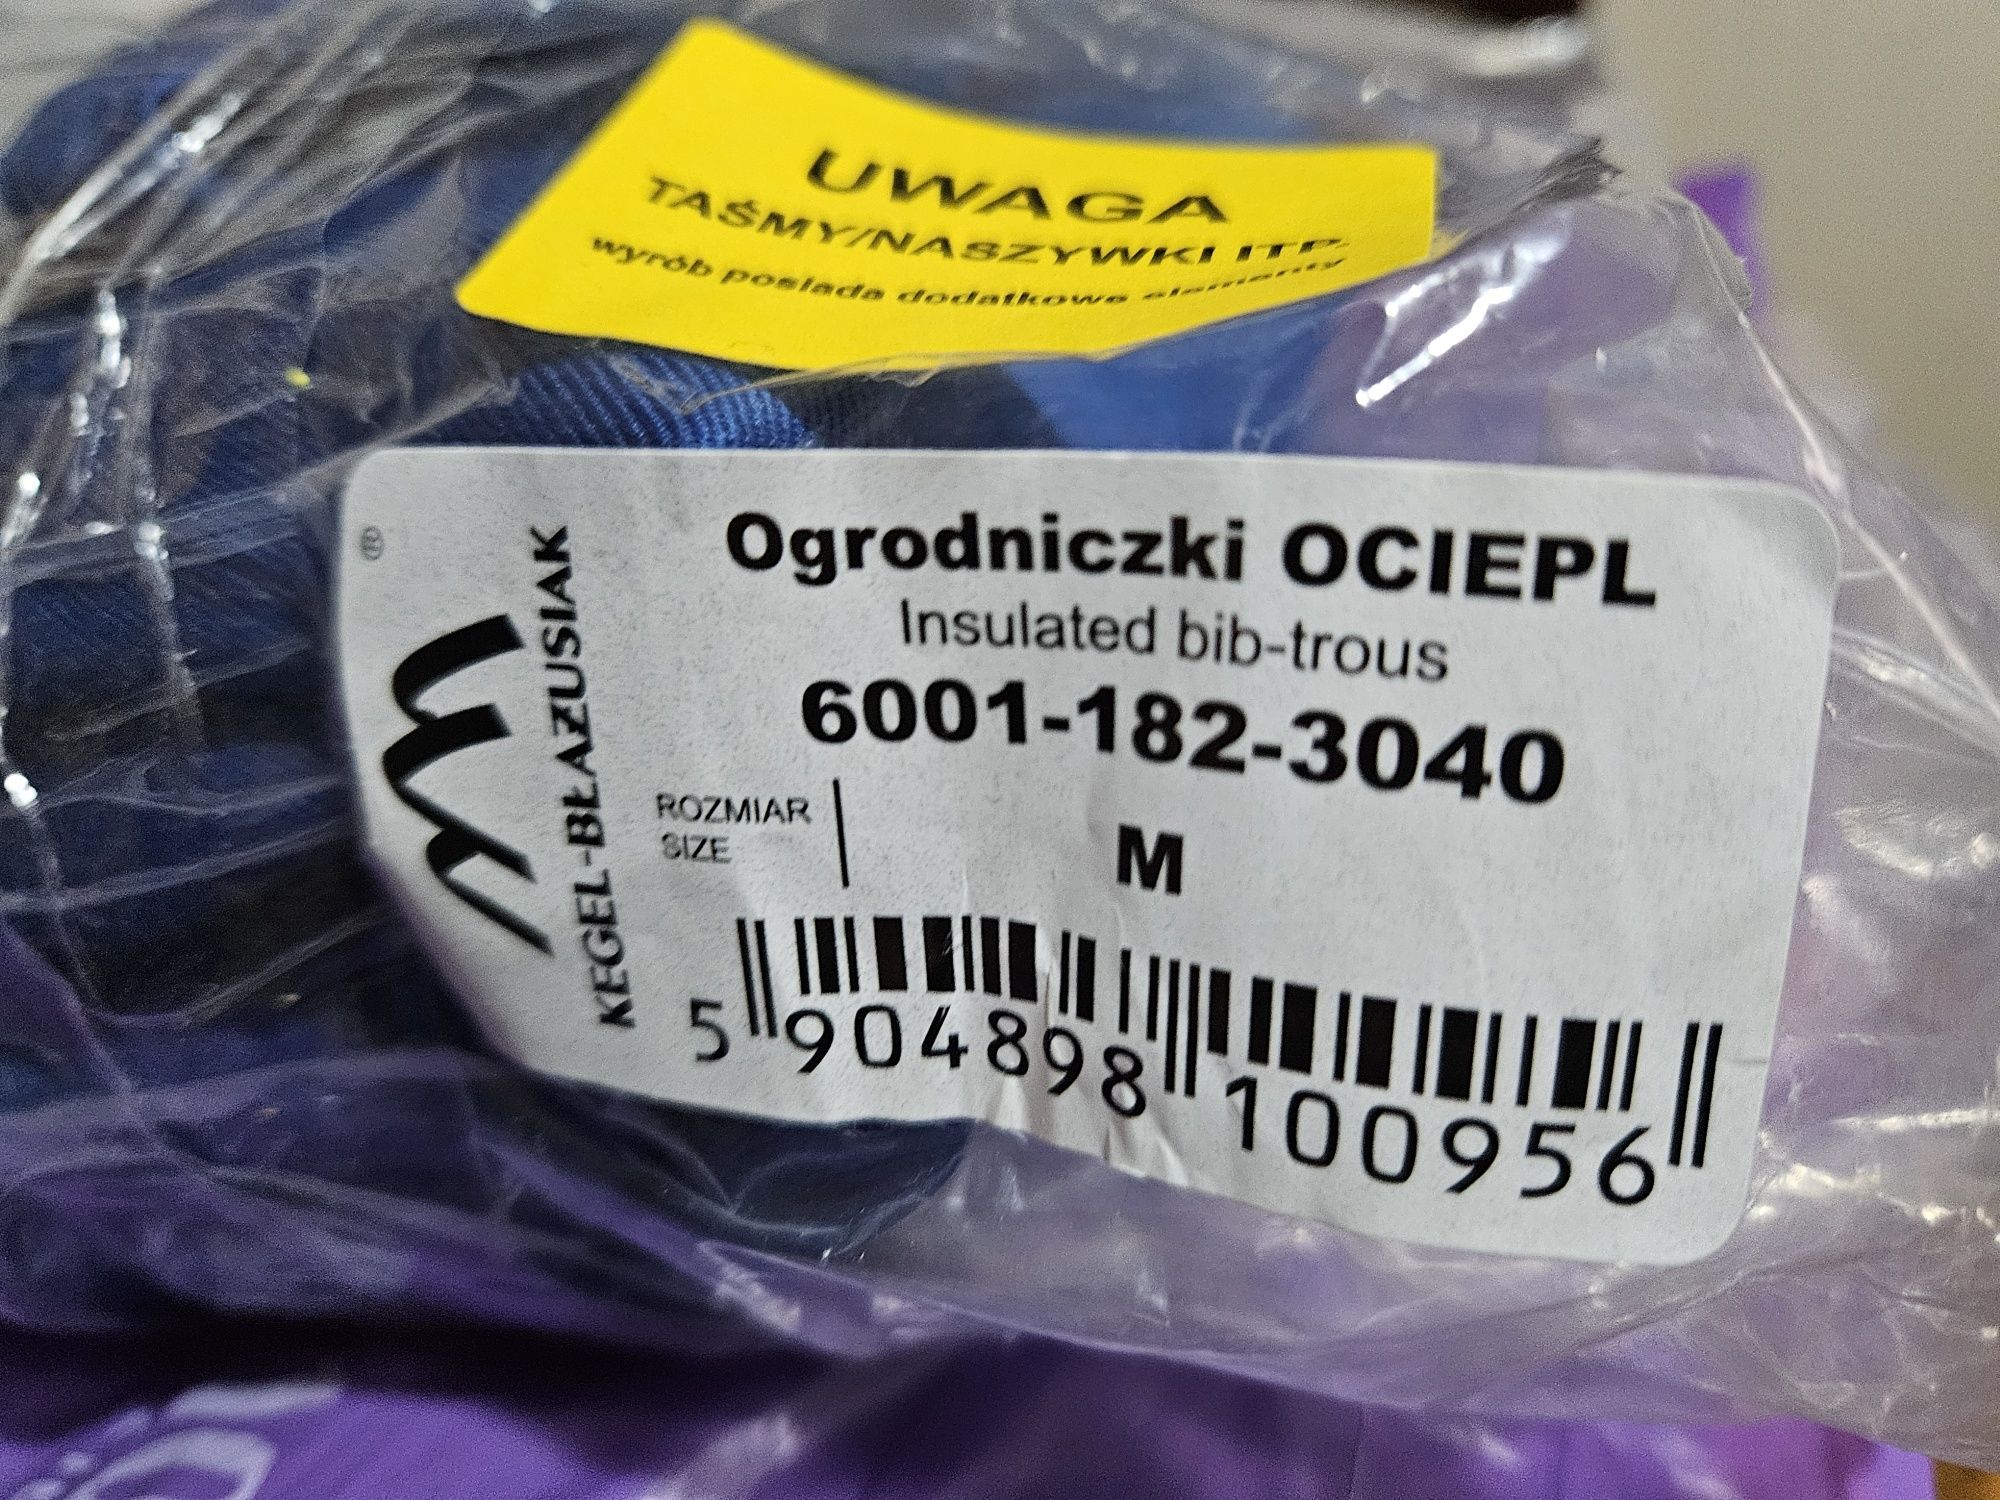 UWAGA
TAŚMY/NASZYWKI ITP.
wyrób posiada dodatkowe elementy
®
KEGEL-BŁAŻUSIAK
Ogrodniczki OCIEPL
Insulated bib-trous
6001-182-3040
ROZMIAR
SIZE
M
5 904898 100956